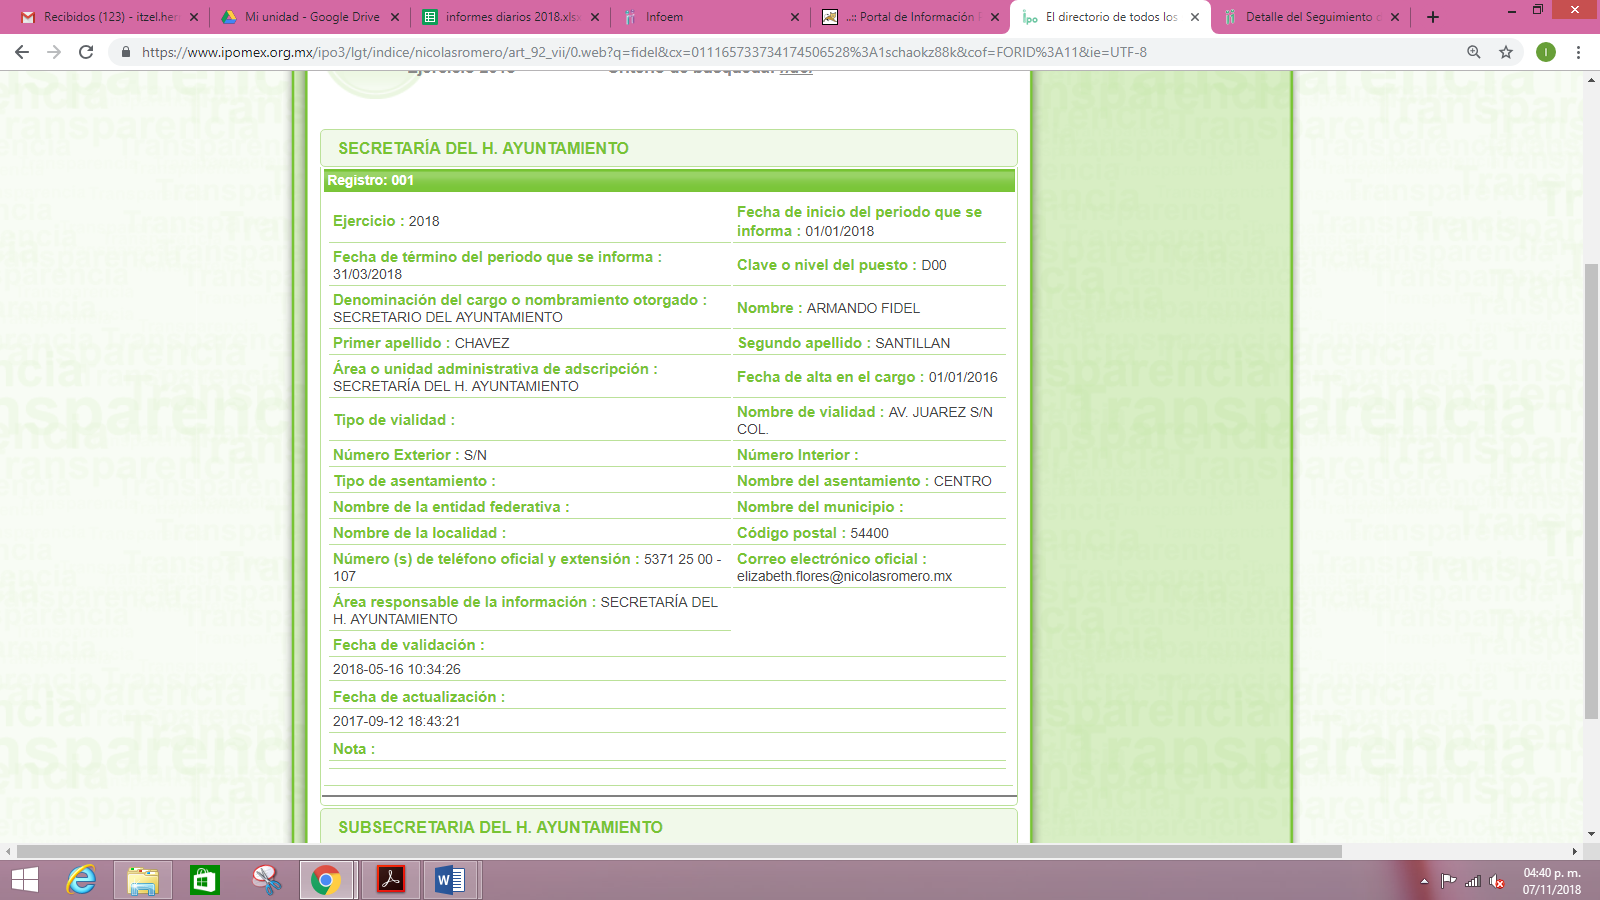 Recibidos (123) - itzel.her
Mi unidad - Google Drive
informes diarios 2018.xlsx
Infoem
..:: Portal de Información P
El directorio de todos los
Detalle del Seguimiento d
https://www.ipomex.org.mx/ipo3/lgt/indice/nicolasromero/art_92_vii/0.web?q=fidel&cx=011165733734174506528%3A1schaokz88k&cof=FORID%3A11&ie=UTF-8
SECRETARÍA DEL H. AYUNTAMIENTO
Registro: 001
Ejercicio : 2018
Fecha de inicio del periodo que se
informa : 01/01/2018
Fecha de término del periodo que se informa :
31/03/2018
Clave o nivel del puesto : D00
Denominación del cargo o nombramiento otorgado :
SECRETARIO DEL AYUNTAMIENTO
Nombre : ARMANDO FIDEL
Primer apellido : CHAVEZ
Segundo apellido : SANTILLAN
Área o unidad administrativa de adscripción :
SECRETARÍA DEL H. AYUNTAMIENTO
Fecha de alta en el cargo : 01/01/2016
Tipo de vialidad :
Nombre de vialidad : AV. JUAREZ S/N
COL.
Número Exterior : S/N
Número Interior :
Tipo de asentamiento :
Nombre del asentamiento : CENTRO
Nombre de la entidad federativa :
Nombre del municipio :
Nombre de la localidad :
Código postal : 54400
Número (s) de teléfono oficial y extensión : 5371 25 00 -
107
Correo electrónico oficial :
elizabeth.flores@nicolasromero.mx
Área responsable de la información : SECRETARÍA DEL
H. AYUNTAMIENTO
Fecha de validación :
2018-05-16 10:34:26
Fecha de actualización :
2017-09-12 18:43:21
Nota :
SUBSECRETARIA DEL H. AYUNTAMIENTO
04:40 p. m.
07/11/2018